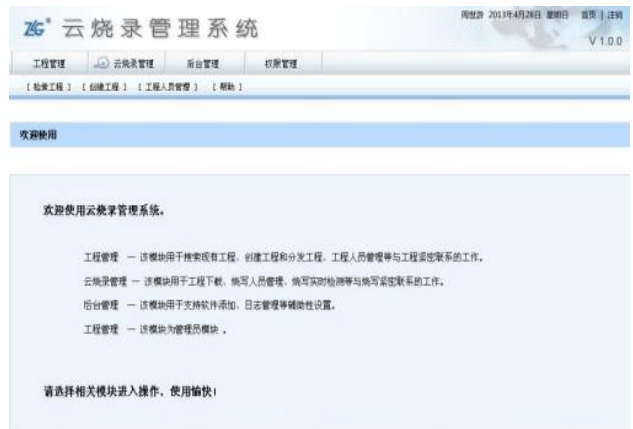 ZLG® 云烧录管理系统
周世游 2013年4月28日 星期日 首页 | 注销
V 1.0.0
工程管理 云烧录管理 后台管理 权限管理
[ 检索工程 ] [ 创建工程 ] [ 工程人员管理 ] [ 帮助 ]
欢迎使用
欢迎使用云烧录管理系统。
工程管理 — 该模块用于搜索现有工程、创建工程和分发工程、工程人员管理等与工程紧密联系的工作。
云烧录管理 — 该模块用于工程下载、烧写人员管理、烧写实时检测等与烧写紧密联系的工作。
后台管理 — 该模块用于支持软件添加、日志管理等辅助性设置。
工程管理 — 该模块为管理员模块 。
请选择相关模块进入操作，使用愉快！